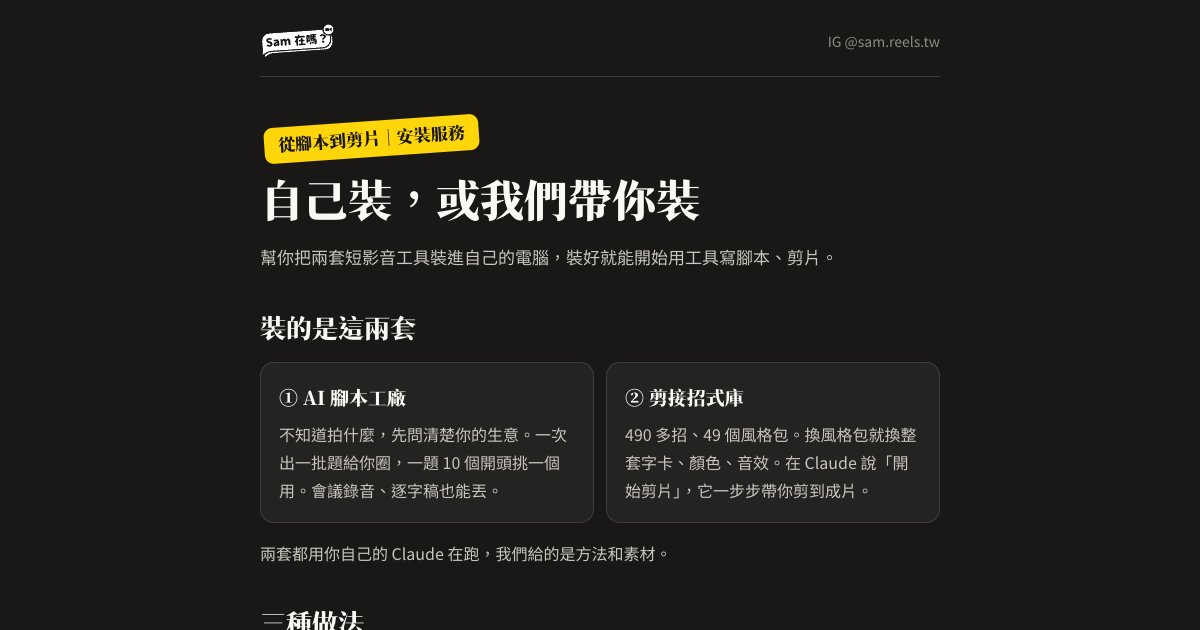 Sam 在嗎？
IG @sam.reels.tw
從腳本到剪片｜安裝服務
自己裝，或我們帶你裝
幫你把兩套短影音工具裝進自己的電腦，裝好就能開始用工具寫腳本、剪片。
裝的是這兩套
① AI 腳本工廠
不知道拍什麼，先問清楚你的生意。一次
出一批題給你圈，一題 10 個開頭挑一個
用。會議錄音、逐字稿也能丟。
② 剪接招式庫
490 多招、49 個風格包。換風格包就換整
套字卡、顏色、音效。在 Claude 說「開
始剪片」，它一步步帶你剪到成片。
兩套都用你自己的 Claude 在跑，我們給的是方法和素材。
三種做法